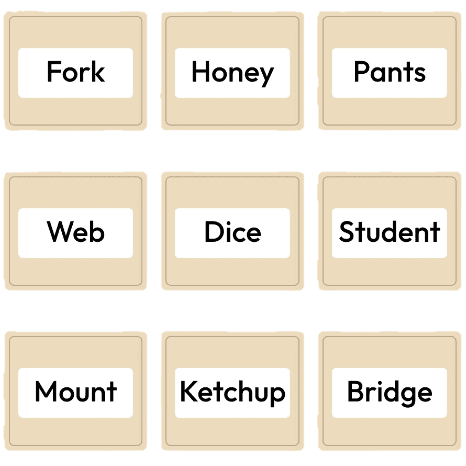 Fork
Honey
Pants
Web
Dice
Student
Mount
Ketchup
Bridge